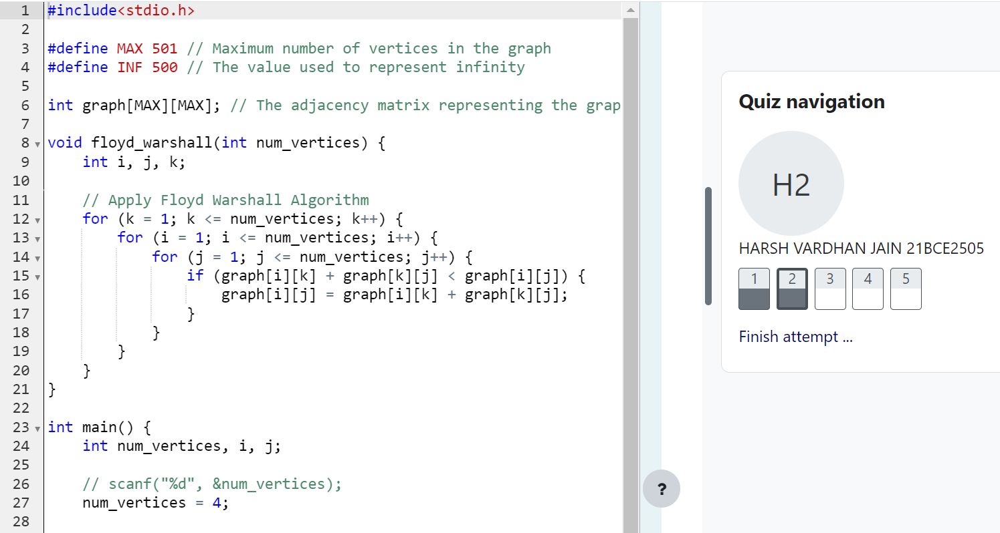 1 #include<stdio.h>
2
3 #define MAX 501 // Maximum number of vertices in the graph
4 #define INF 500 // The value used to represent infinity
5
6 int graph[MAX][MAX]; // The adjacency matrix representing the grap
7
8 void floyd_warshall(int num_vertices) {
9     int i, j, k;
10
11     // Apply Floyd Warshall Algorithm
12     for (k = 1; k <= num_vertices; k++) {
13         for (i = 1; i <= num_vertices; i++) {
14             for (j = 1; j <= num_vertices; j++) {
15                 if (graph[i][k] + graph[k][j] < graph[i][j]) {
16                     graph[i][j] = graph[i][k] + graph[k][j];
17                 }
18             }
19         }
20     }
21 }
22
23 int main() {
24     int num_vertices, i, j;
25
26     // scanf("%d", &num_vertices);
27     num_vertices = 4;
28
?
Quiz navigation
H2
HARSH VARDHAN JAIN 21BCE2505
1 2 3 4 5
Finish attempt ...